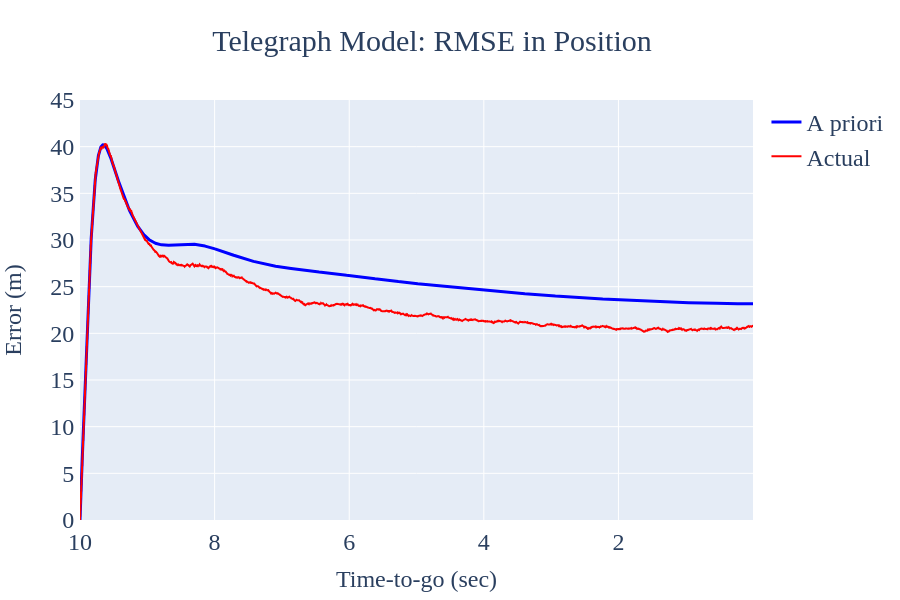 Telegraph Model: RMSE in Position
A priori
Actual
Error (m)
45
40
35
30
25
20
15
10
5
0
10 8 6 4 2
Time-to-go (sec)